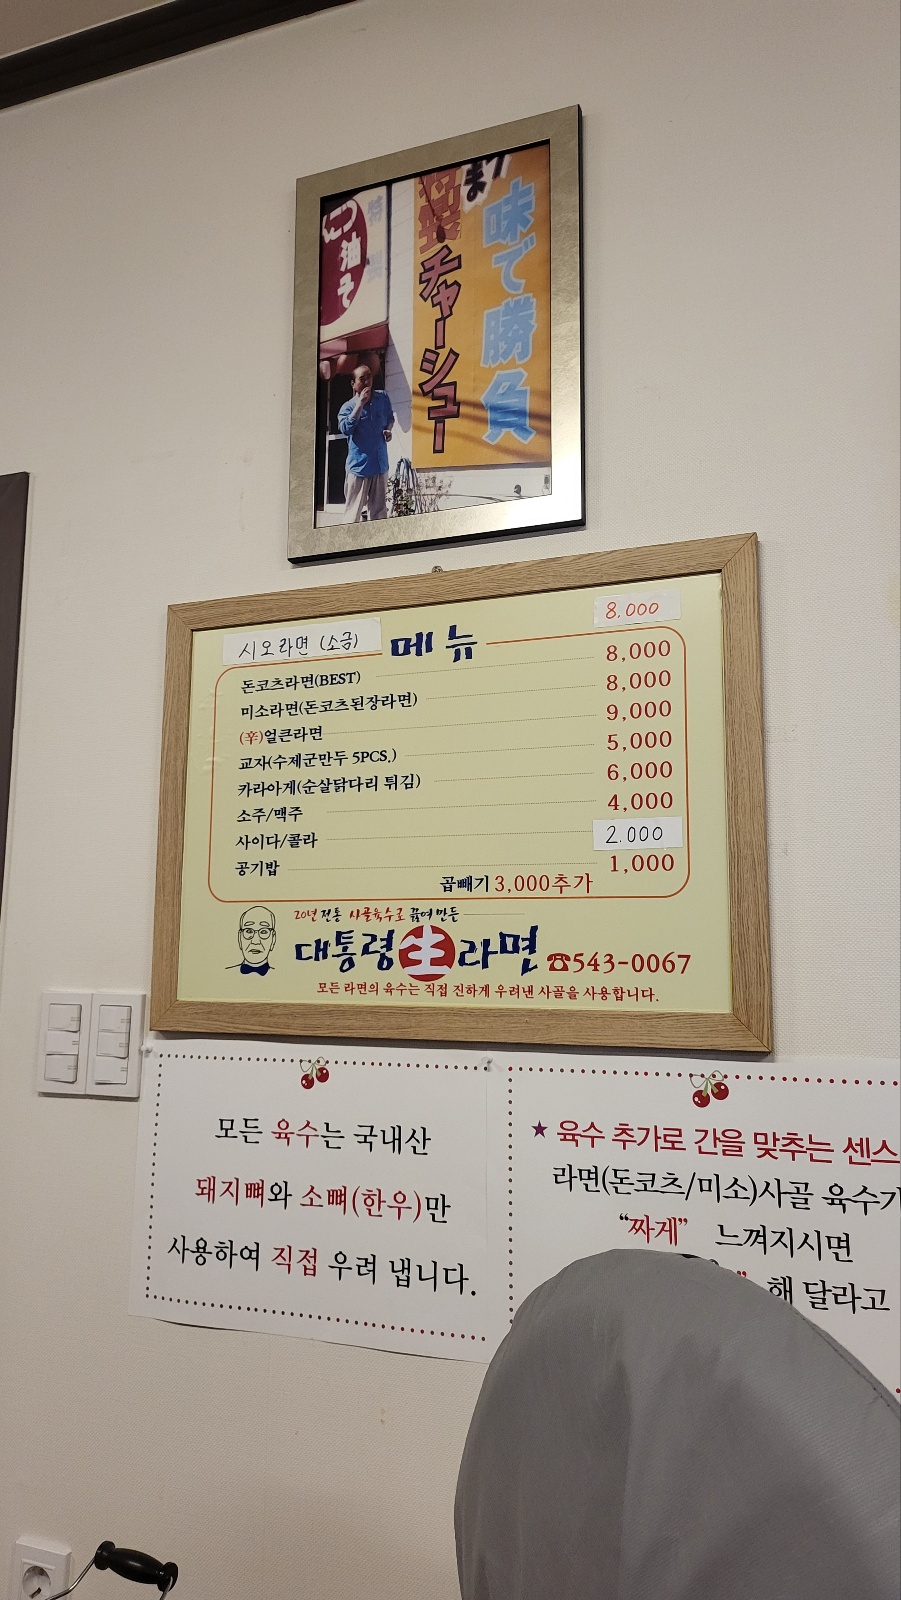 油そ
特
特製チャーシュー
味で勝負
시오라면 (소금) 8.000
메뉴
돈코츠라면(BEST) 8,000
미소라면(돈코츠된장라면) 8,000
(辛)얼큰라면 9,000
교자(수제군만두 5PCS.) 5,000
카라아게(순살닭다리 튀김) 6,000
소주/맥주 4,000
사이다/콜라 2.000
공기밥 1,000
곱빼기 3,000추가
20년 전통 사골육수로 끓여 만든
대통령生라면 ☎543-0067
모든 라면의 육수는 직접 진하게 우려낸 사골을 사용합니다.
모든 육수는 국내산
돼지뼈와 소뼈(한우)만
사용하여 직접 우려 냅니다.
★ 육수 추가로 간을 맞추는 센스
라면(돈코츠/미소)사골 육수가
“짜게” 느껴지시면
” 해 달라고